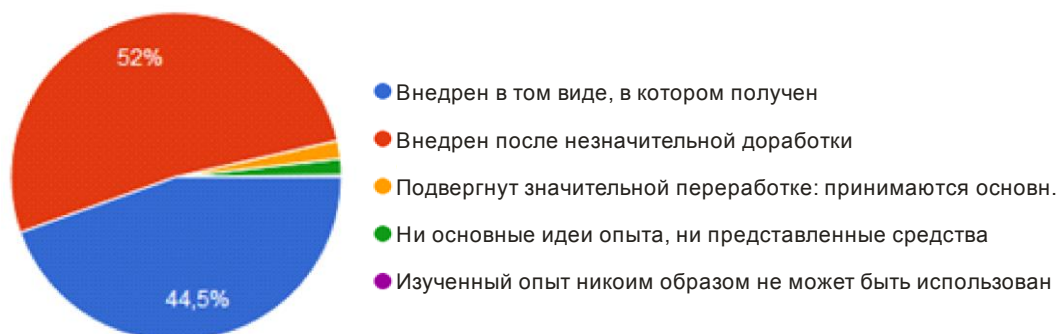 52%
44,5%
Внедрен в том виде, в котором получен
Внедрен после незначительной доработки
Подвергнут значительной переработке: принимаются основн.
Ни основные идеи опыта, ни представленные средства
Изученный опыт никоим образом не может быть использован